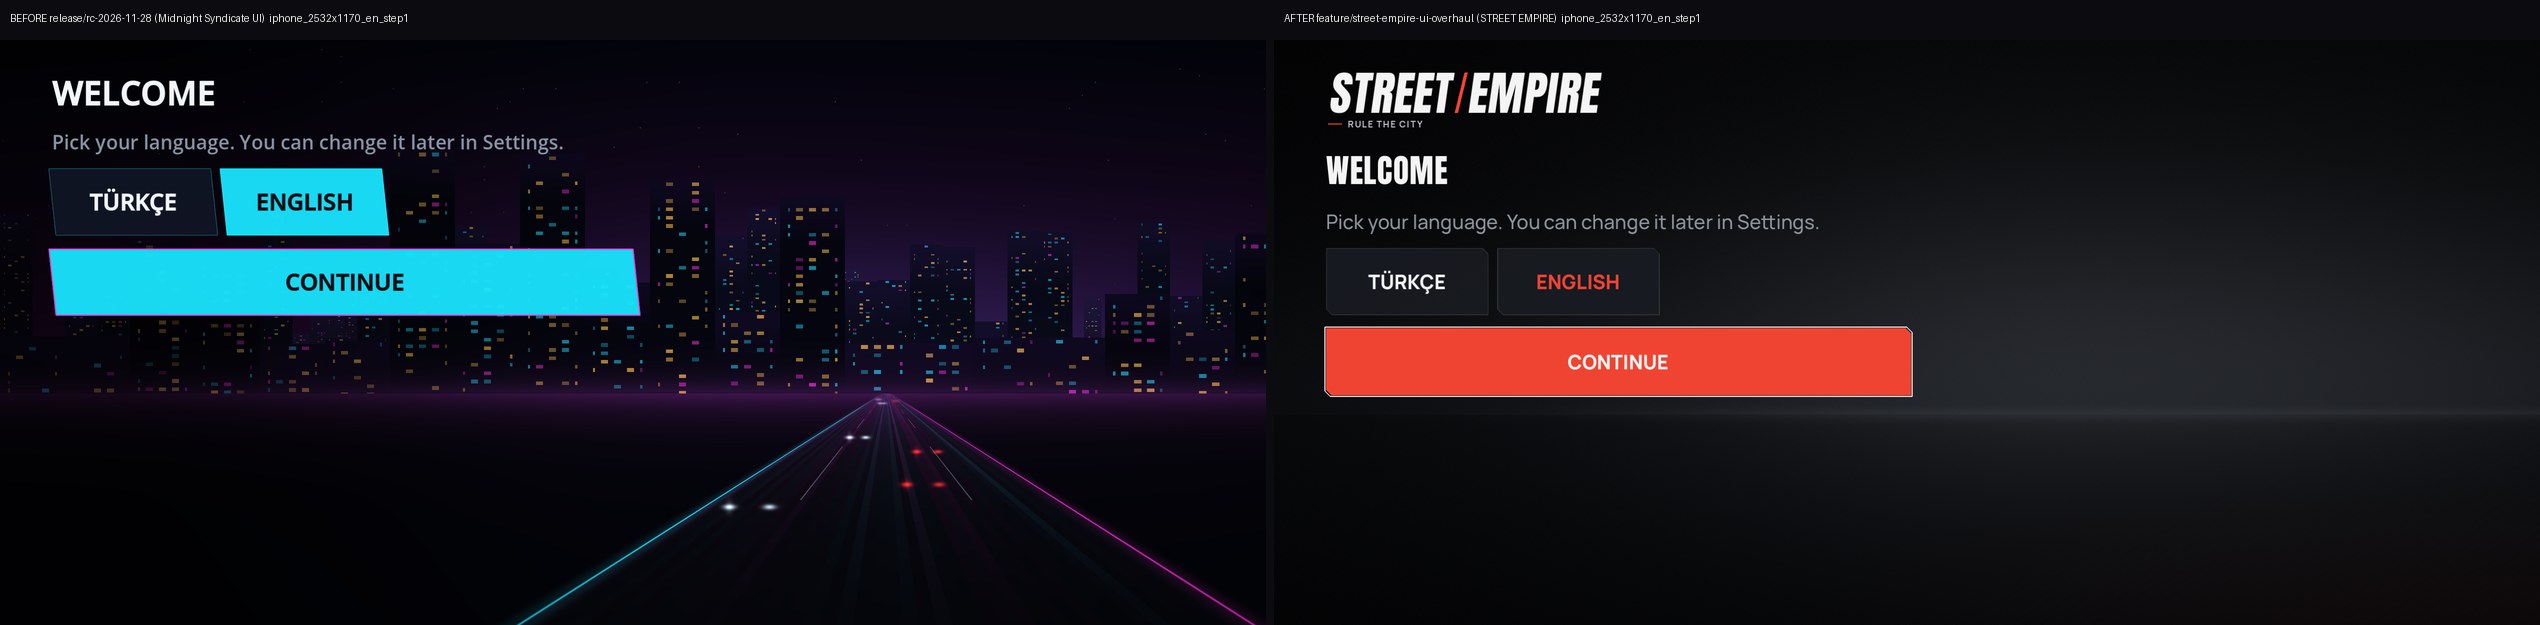 BEFORE release/rc-2026-11-28 (Midnight Syndicate UI) iphone_2532x1170_en_step1
WELCOME
Pick your language. You can change it later in Settings.
TÜRKÇE ENGLISH
CONTINUE
AFTER feature/street-empire-ui-overhaul (STREET EMPIRE) iphone_2532x1170_en_step1
STREET/EMPIRE
RULE THE CITY
WELCOME
Pick your language. You can change it later in Settings.
TÜRKÇE ENGLISH
CONTINUE